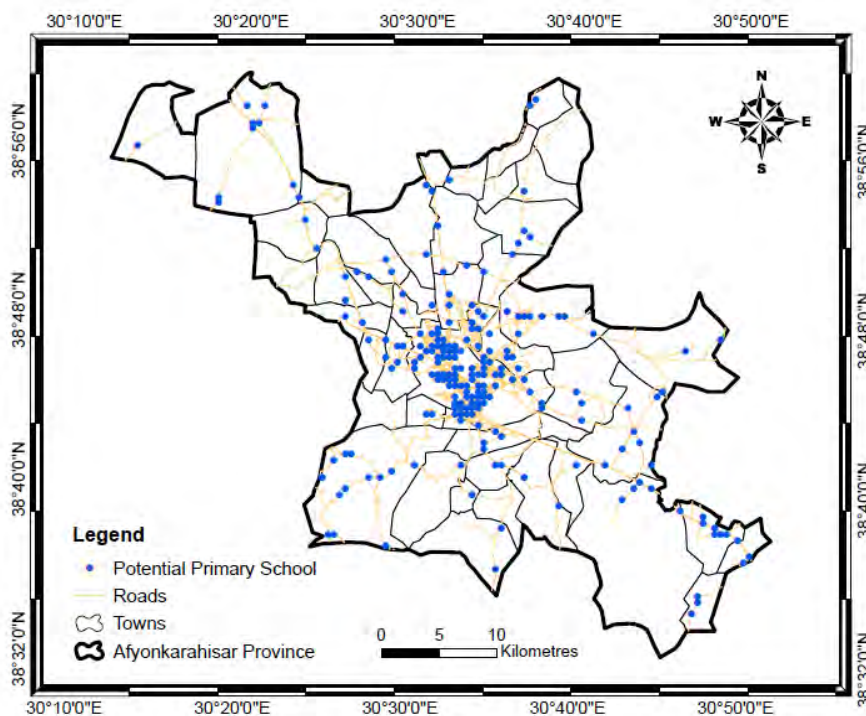 30°10'0"E 30°20'0"E 30°30'0"E 30°40'0"E 30°50'0"E
N
W E
S
38°56'0"N 38°56'0"N
38°48'0"N 38°48'0"N
38°40'0"N 38°40'0"N
38°32'0"N 38°32'0"N
Legend
Potential Primary School
Roads
Towns
Afyonkarahisar Province
0 5 10
Kilometres
30°10'0"E 30°20'0"E 30°30'0"E 30°40'0"E 30°50'0"E